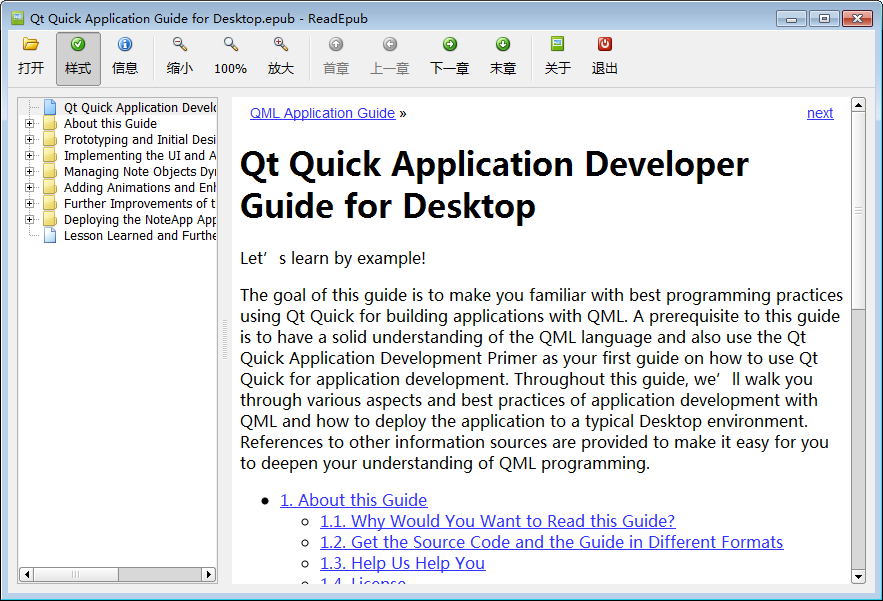 Qt Quick Application Guide for Desktop.epub - ReadEpub
打开 样式 信息 缩小 100% 放大 首章 上一章 下一章 末章 关于 退出
Qt Quick Application Develo
About this Guide
Prototyping and Initial Desi
Implementing the UI and A
Managing Note Objects Dyn
Adding Animations and Enh
Further Improvements of t
Deploying the NoteApp App
Lesson Learned and Furthe
QML Application Guide » next
Qt Quick Application Developer
Guide for Desktop
Let’s learn by example!
The goal of this guide is to make you familiar with best programming practices
using Qt Quick for building applications with QML. A prerequisite to this guide
is to have a solid understanding of the QML language and also use the Qt
Quick Application Development Primer as your first guide on how to use Qt
Quick for application development. Throughout this guide, we’ll walk you
through various aspects and best practices of application development with
QML and how to deploy the application to a typical Desktop environment.
References to other information sources are provided to make it easy for you
to deepen your understanding of QML programming.
1. About this Guide
1.1. Why Would You Want to Read this Guide?
1.2. Get the Source Code and the Guide in Different Formats
1.3. Help Us Help You
1.4. License